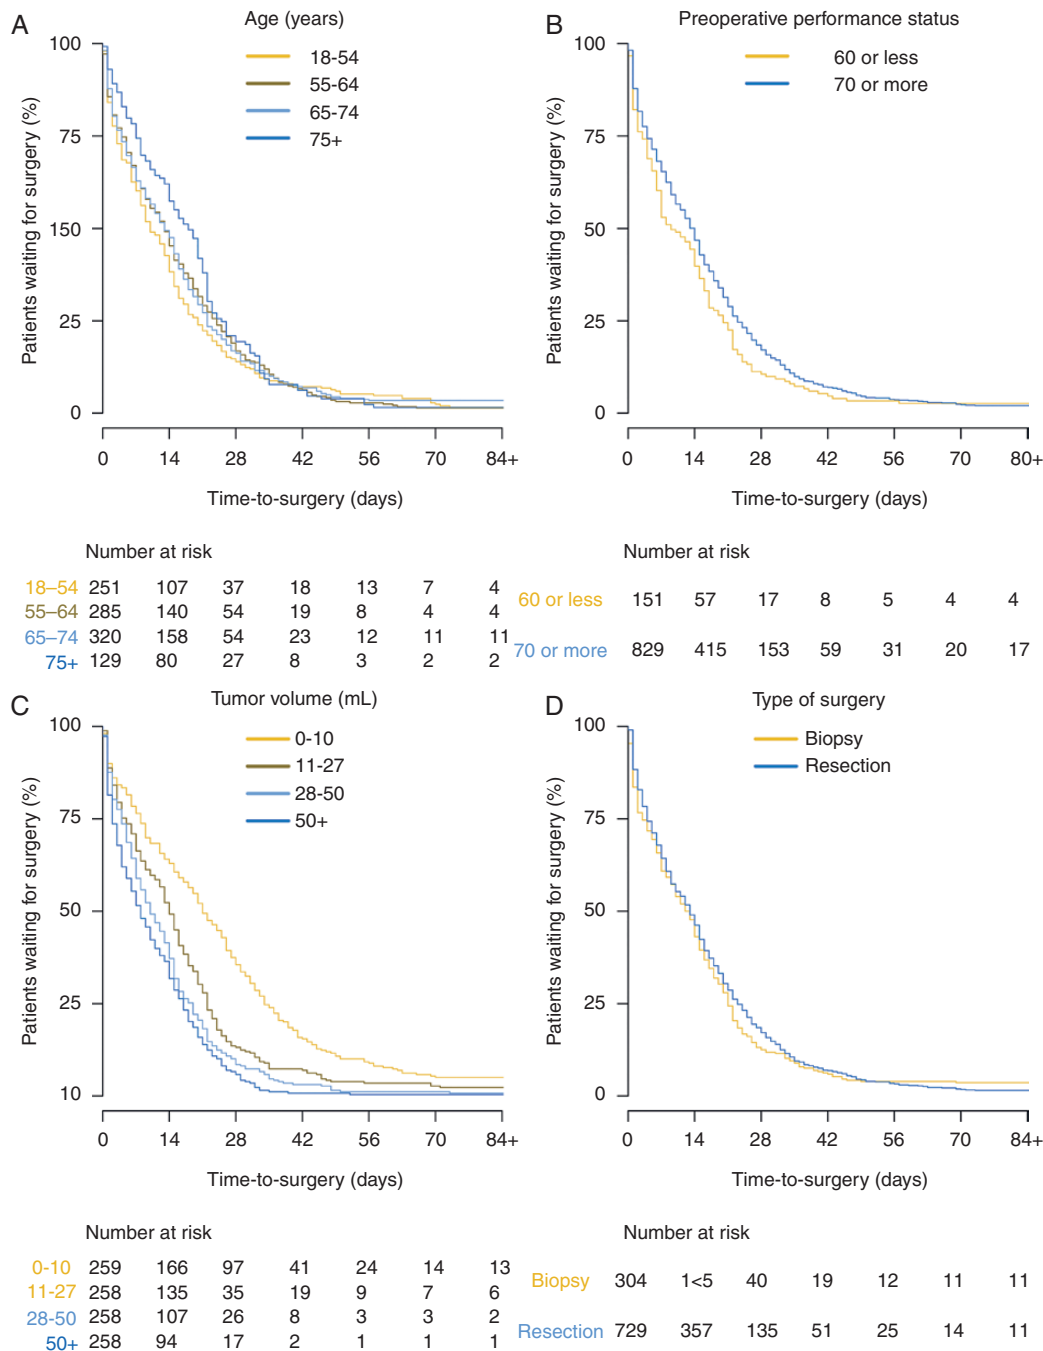 A
Age (years)
18-54
55-64
65-74
75+
Patients waiting for surgery (%)
100
75
150
25
0
0 14 28 42 56 70 84+
Time-to-surgery (days)
Number at risk
18–54 251 107 37 18 13 7 4
55–64 285 140 54 19 8 4 4
65–74 320 158 54 23 12 11 11
75+ 129 80 27 8 3 2 2
B
Preoperative performance status
60 or less
70 or more
Patients waiting for surgery (%)
100
75
50
25
0
0 14 28 42 56 70 80+
Time-to-surgery (days)
Number at risk
60 or less 151 57 17 8 5 4 4
70 or more 829 415 153 59 31 20 17
C
Tumor volume (mL)
0-10
11-27
28-50
50+
Patients waiting for surgery (%)
100
75
50
25
10
0 14 28 42 56 70 84+
Time-to-surgery (days)
Number at risk
0-10 259 166 97 41 24 14 13
11-27 258 135 35 19 9 7 6
28-50 258 107 26 8 3 3 2
50+ 258 94 17 2 1 1 1
D
Type of surgery
Biopsy
Resection
Patients waiting for surgery (%)
100
75
50
25
0
0 14 28 42 56 70 84+
Time-to-surgery (days)
Number at risk
Biopsy 304 1<5 40 19 12 11 11
Resection 729 357 135 51 25 14 11